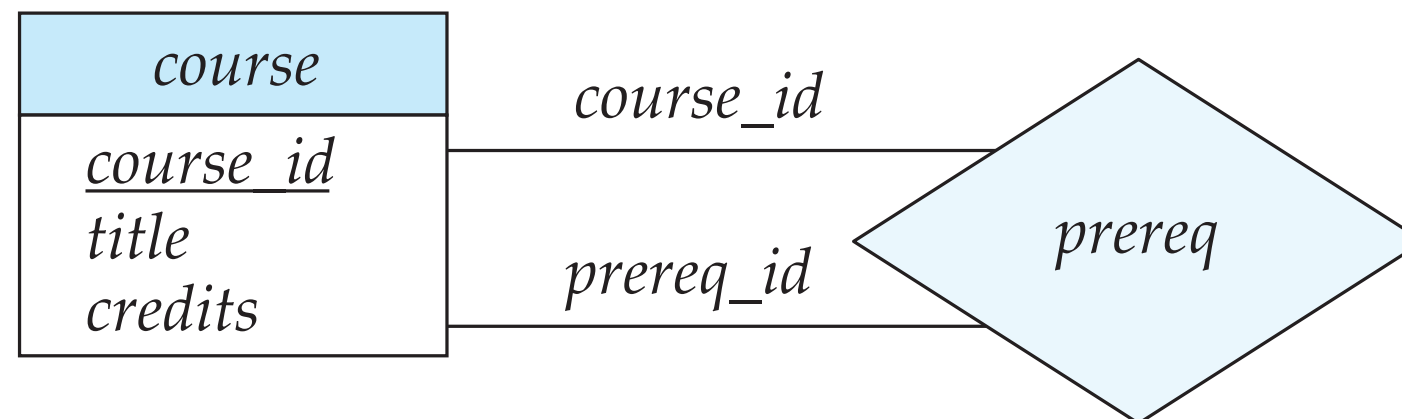 course
course_id
title
credits
course_id
prereq_id
prereq